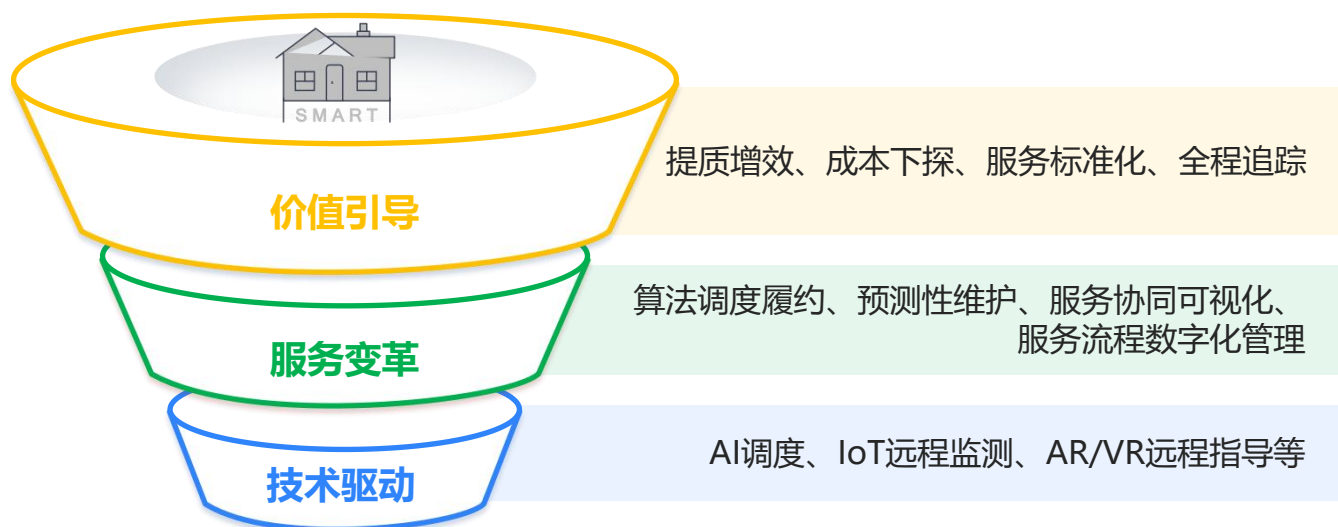 SMART
价值引导
提质增效、成本下探、服务标准化、全程追踪
服务变革
算法调度履约、预测性维护、服务协同可视化、
服务流程数字化管理
技术驱动
AI调度、IoT远程监测、AR/VR远程指导等